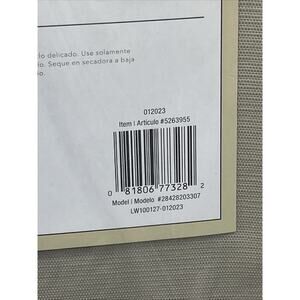 lo delicado. Use solamente
do. Seque en secadora a baja
o.
012023
Item | Artículo #5263955
0 81806 77328 2
Model | Modelo #28428203307
LW100127-012023